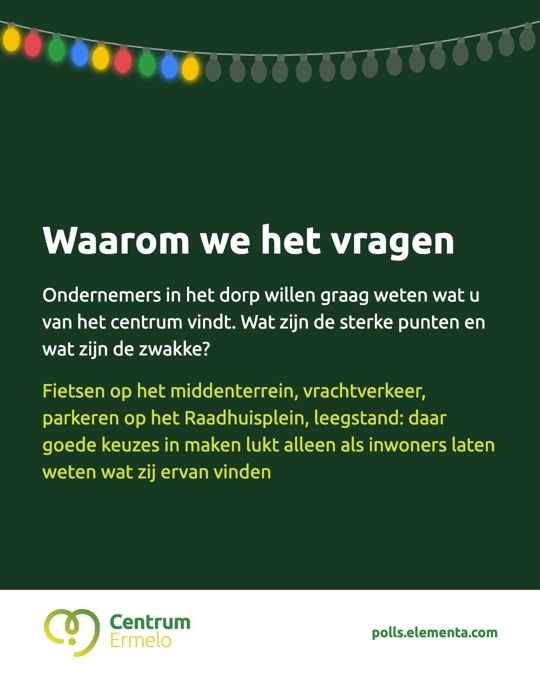 Waarom we het vragen
Ondernemers in het dorp willen graag weten wat u
van het centrum vindt. Wat zijn de sterke punten en
wat zijn de zwakke?
Fietsen op het middenterrein, vrachtverkeer,
parkeren op het Raadhuisplein, leegstand: daar
goede keuzes in maken lukt alleen als inwoners laten
weten wat zij ervan vinden
Centrum
Ermelo
polls.elementa.com